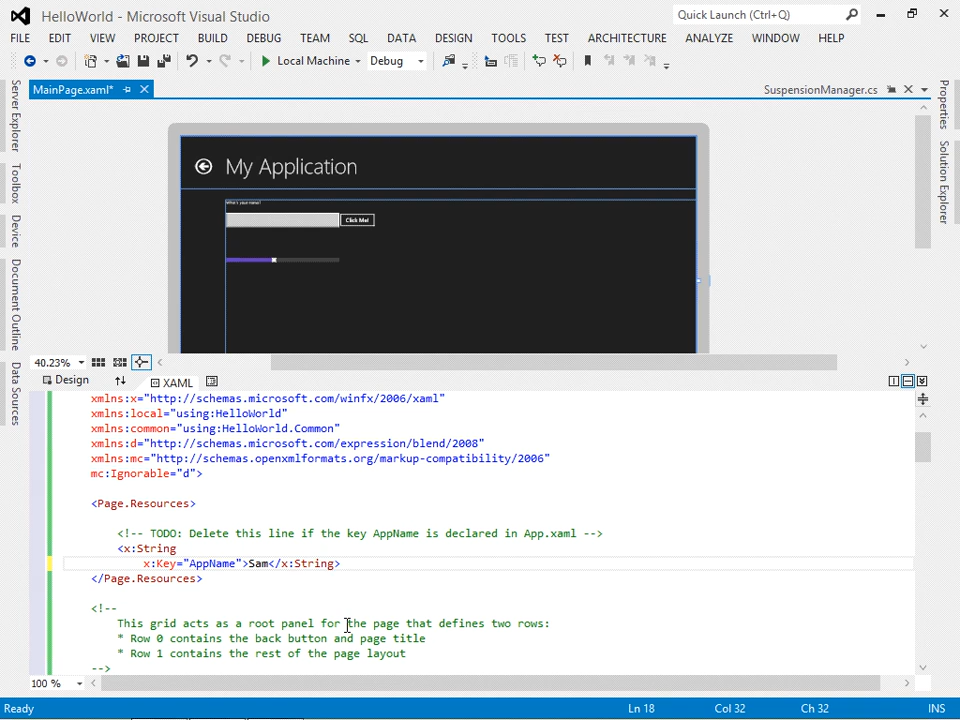 HelloWorld - Microsoft Visual Studio
Quick Launch (Ctrl+Q)
FILE EDIT VIEW PROJECT BUILD DEBUG TEAM SQL DATA DESIGN TOOLS TEST ARCHITECTURE ANALYZE WINDOW HELP
Local Machine Debug
MainPage.xaml*
SuspensionManager.cs
Server Explorer
Toolbox
Device
Document Outline
Data Sources
Properties
Solution Explorer
My Application
What's your name?
Click Me!
40.23%
Design
XAML
xmlns:x="http://schemas.microsoft.com/winfx/2006/xaml"
xmlns:local="using:HelloWorld"
xmlns:common="using:HelloWorld.Common"
xmlns:d="http://schemas.microsoft.com/expression/blend/2008"
xmlns:mc="http://schemas.openxmlformats.org/markup-compatibility/2006"
mc:Ignorable="d">
<Page.Resources>
<!-- TODO: Delete this line if the key AppName is declared in App.xaml -->
<x:String
x:Key="AppName">Sam</x:String>
</Page.Resources>
<!--
This grid acts as a root panel for the page that defines two rows:
* Row 0 contains the back button and page title
* Row 1 contains the rest of the page layout
-->
100 %
Ready
Ln 18
Col 32
Ch 32
INS